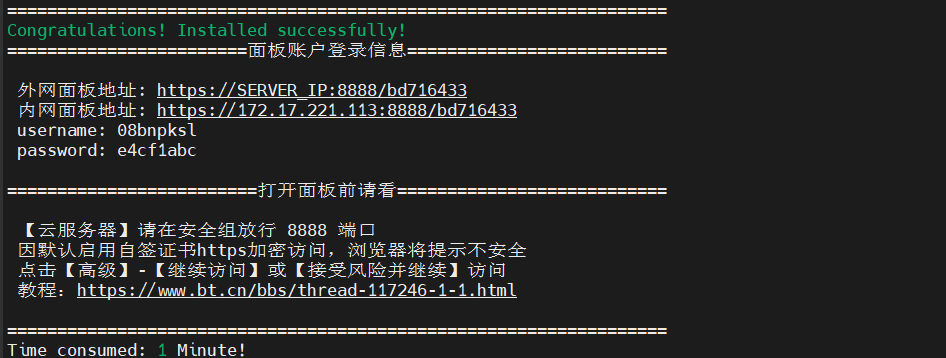 ==================================================================
Congratulations! Installed successfully!
========================面板账户登录信息==========================
外网面板地址: https://SERVER_IP:8888/bd716433
内网面板地址: https://172.17.221.113:8888/bd716433
username: 08bnpksl
password: e4cf1abc
=========================打开面板前请看===========================
【云服务器】请在安全组放行 8888 端口
因默认启用自签证书https加密访问，浏览器将提示不安全
点击【高级】-【继续访问】或【接受风险并继续】访问
教程：https://www.bt.cn/bbs/thread-117246-1-1.html
==================================================================
Time consumed: 1 Minute!